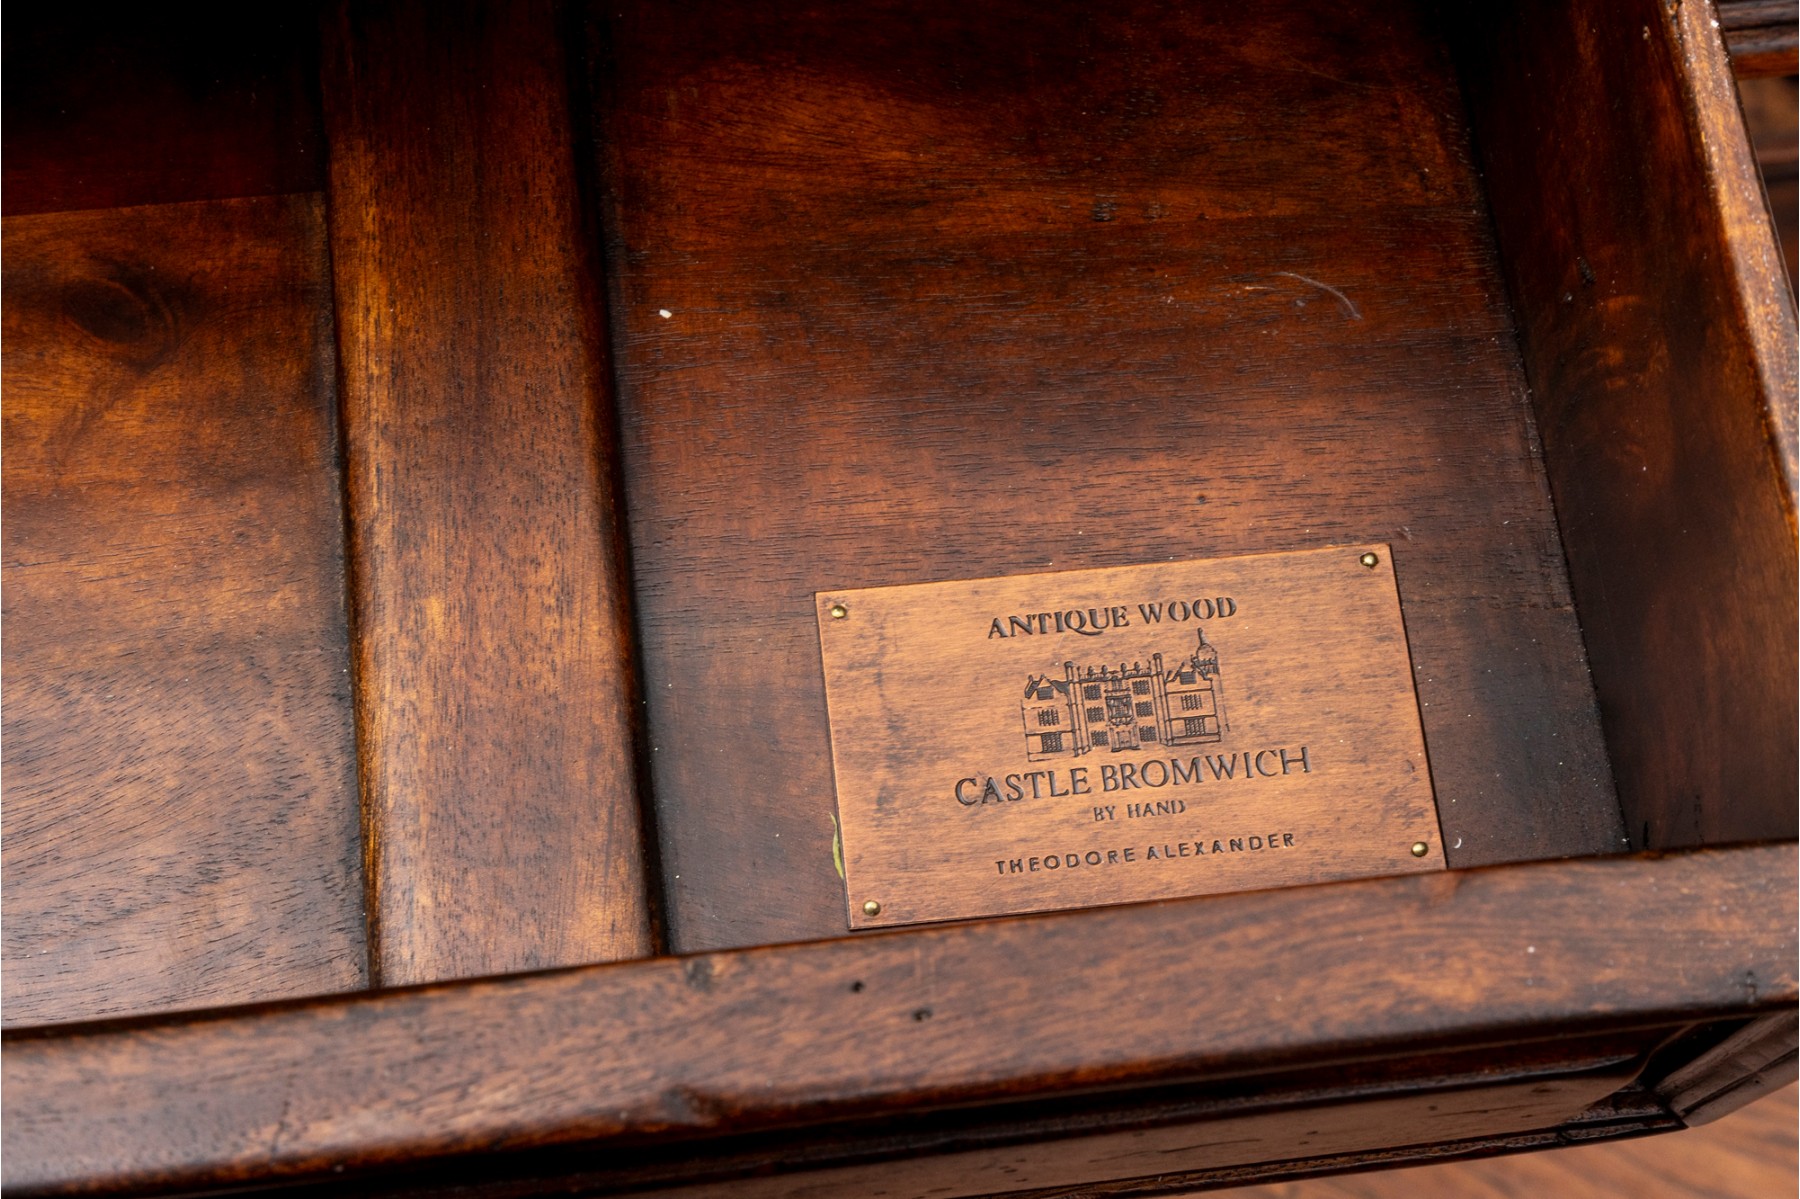 ANTIQUE WOOD
CASTLE BROMWICH
BY HAND
THEODORE ALEXANDER